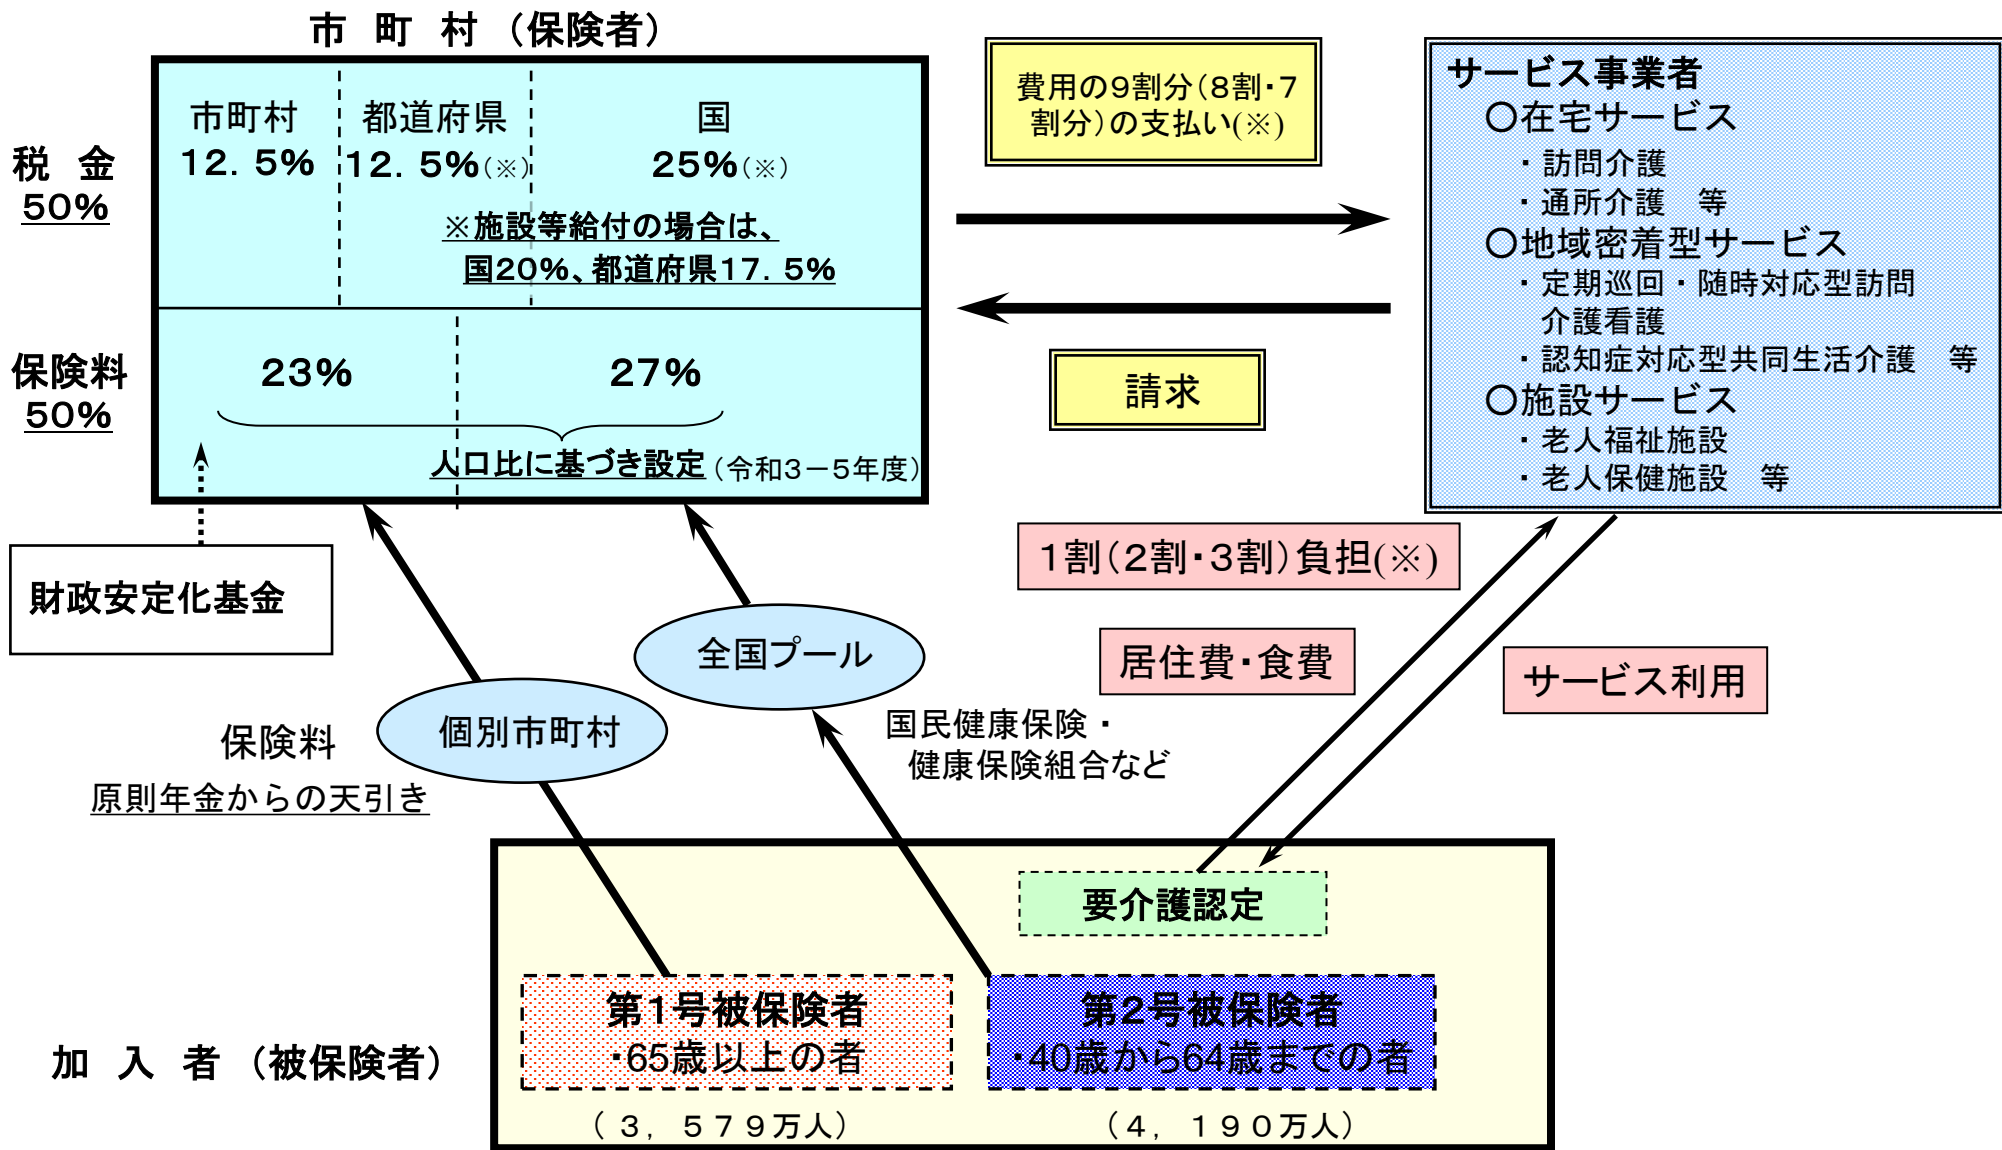 市　町　村　（保険者）
税　金
50％
市町村
12．5％
都道府県
12．5％（※）
国
25％（※）
※施設等給付の場合は、
国20％、都道府県17．5％
保険料
50％
23％
27％
人口比に基づき設定（令和3－5年度）
財政安定化基金
費用の9割分（8割・7
割分）の支払い(※)
請求
サービス事業者
○在宅サービス
・訪問介護
・通所介護　等
○地域密着型サービス
・定期巡回・随時対応型訪問
介護看護
・認知症対応型共同生活介護　等
○施設サービス
・老人福祉施設
・老人保健施設　等
1割（2割・3割）負担(※)
居住費・食費
サービス利用
全国プール
個別市町村
保険料
原則年金からの天引き
国民健康保険・
健康保険組合など
要介護認定
加　入　者　（被保険者）
第1号被保険者
・65歳以上の者
（３，５７９万人）
第2号被保険者
・40歳から64歳までの者
（４，１９０万人）